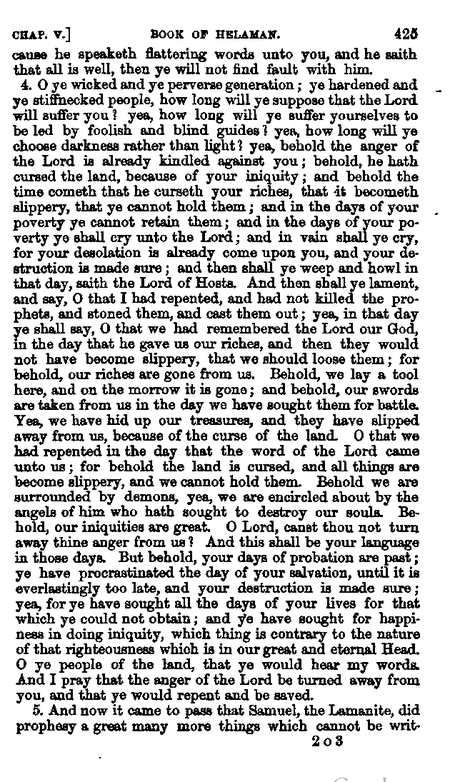 CHAP. V.] BOOK OF HELAMAN. 425
cause he speaketh flattering words unto you, and he saith
that all is well, then ye will not find fault with him.
4. O ye wicked and ye perverse generation; ye hardened and
ye stiffnecked people, how long will ye suppose that the Lord
will suffer you? yea, how long will ye suffer yourselves to
be led by foolish and blind guides? yea, how long will ye
choose darkness rather than light? yea, behold the anger of
the Lord is already kindled against you; behold, he hath
cursed the land, because of your iniquity; and behold the
time cometh that he curseth your riches, that it becometh
slippery, that ye cannot hold them; and in the days of your
poverty ye cannot retain them; and in the days of your po-
verty ye shall cry unto the Lord; and in vain shall ye cry,
for your desolation is already come upon you, and your de-
struction is made sure; and then shall ye weep and howl in
that day, saith the Lord of Hosts. And then shall ye lament,
and say, O that I had repented, and had not killed the pro-
phets, and stoned them, and cast them out; yea, in that day
ye shall say, O that we had remembered the Lord our God,
in the day that he gave us our riches, and then they would
not have become slippery, that we should loose them; for
behold, our riches are gone from us. Behold, we lay a tool
here, and on the morrow it is gone; and behold, our swords
are taken from us in the day we have sought them for battle.
Yea, we have hid up our treasures, and they have slipped
away from us, because of the curse of the land. O that we
had repented in the day that the word of the Lord came
unto us; for behold the land is cursed, and all things are
become slippery, and we cannot hold them. Behold we are
surrounded by demons, yea, we are encircled about by the
angels of him who hath sought to destroy our souls. Be-
hold, our iniquities are great. O Lord, canst thou not turn
away thine anger from us? And this shall be your language
in those days. But behold, your days of probation are past;
ye have procrastinated the day of your salvation, until it is
everlastingly too late, and your destruction is made sure;
yea, for ye have sought all the days of your lives for that
which ye could not obtain; and ye have sought for happi-
ness in doing iniquity, which thing is contrary to the nature
of that righteousness which is in our great and eternal Head.
O ye people of the land, that ye would hear my words.
And I pray that the anger of the Lord be turned away from
you, and that ye would repent and be saved.
5. And now it came to pass that Samuel, the Lamanite, did
prophesy a great many more things which cannot be writ-
2 O 3